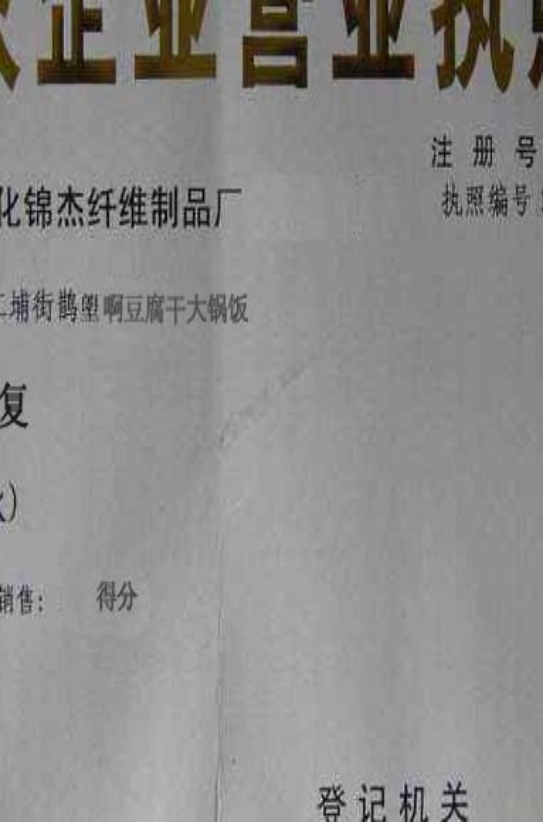 企业营业执
注册号
执照编号
化锦杰纤维制品厂
埔街鹊塱啊豆腐干大锅饭
复
销售： 得分
登记机关